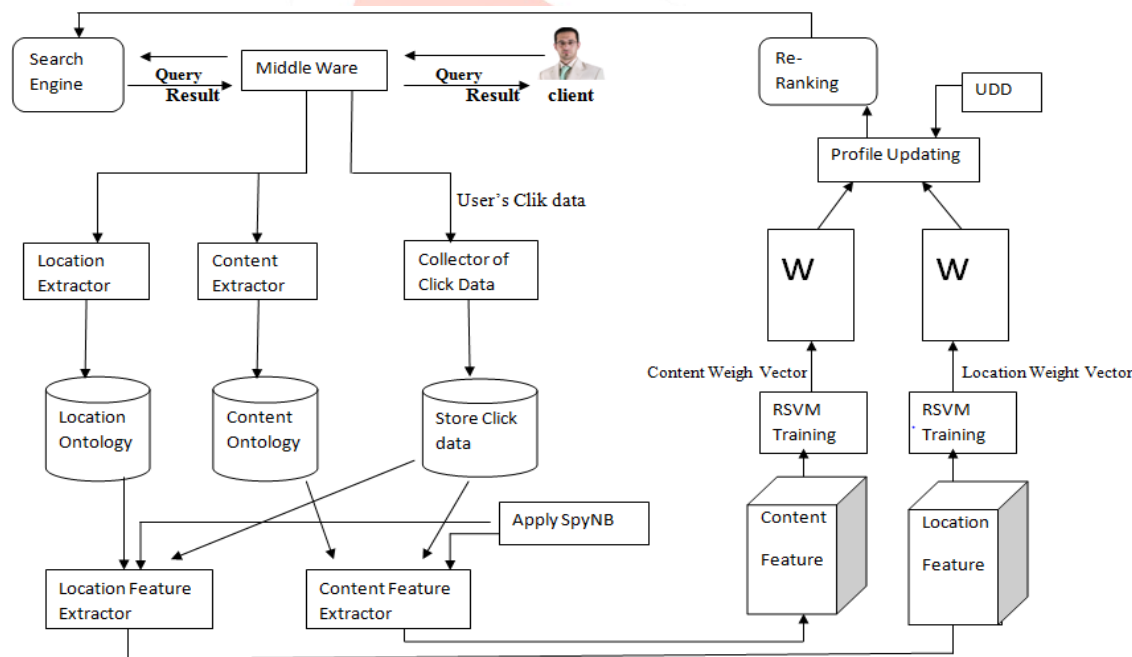 Search
Engine
Query
Result
Middle Ware
Query
Result
client
Re-
Ranking
UDD
Profile Updating
User's Clik data
Location
Extractor
Content
Extractor
Collector of
Click Data
W
W
Content Weigh Vector
Location Weight Vector
Location
Ontology
Content
Ontology
Store Click
data
RSVM
Training
RSVM
Training
Apply SpyNB
Content
Feature
Location
Feature
Location Feature
Extractor
Content Feature
Extractor